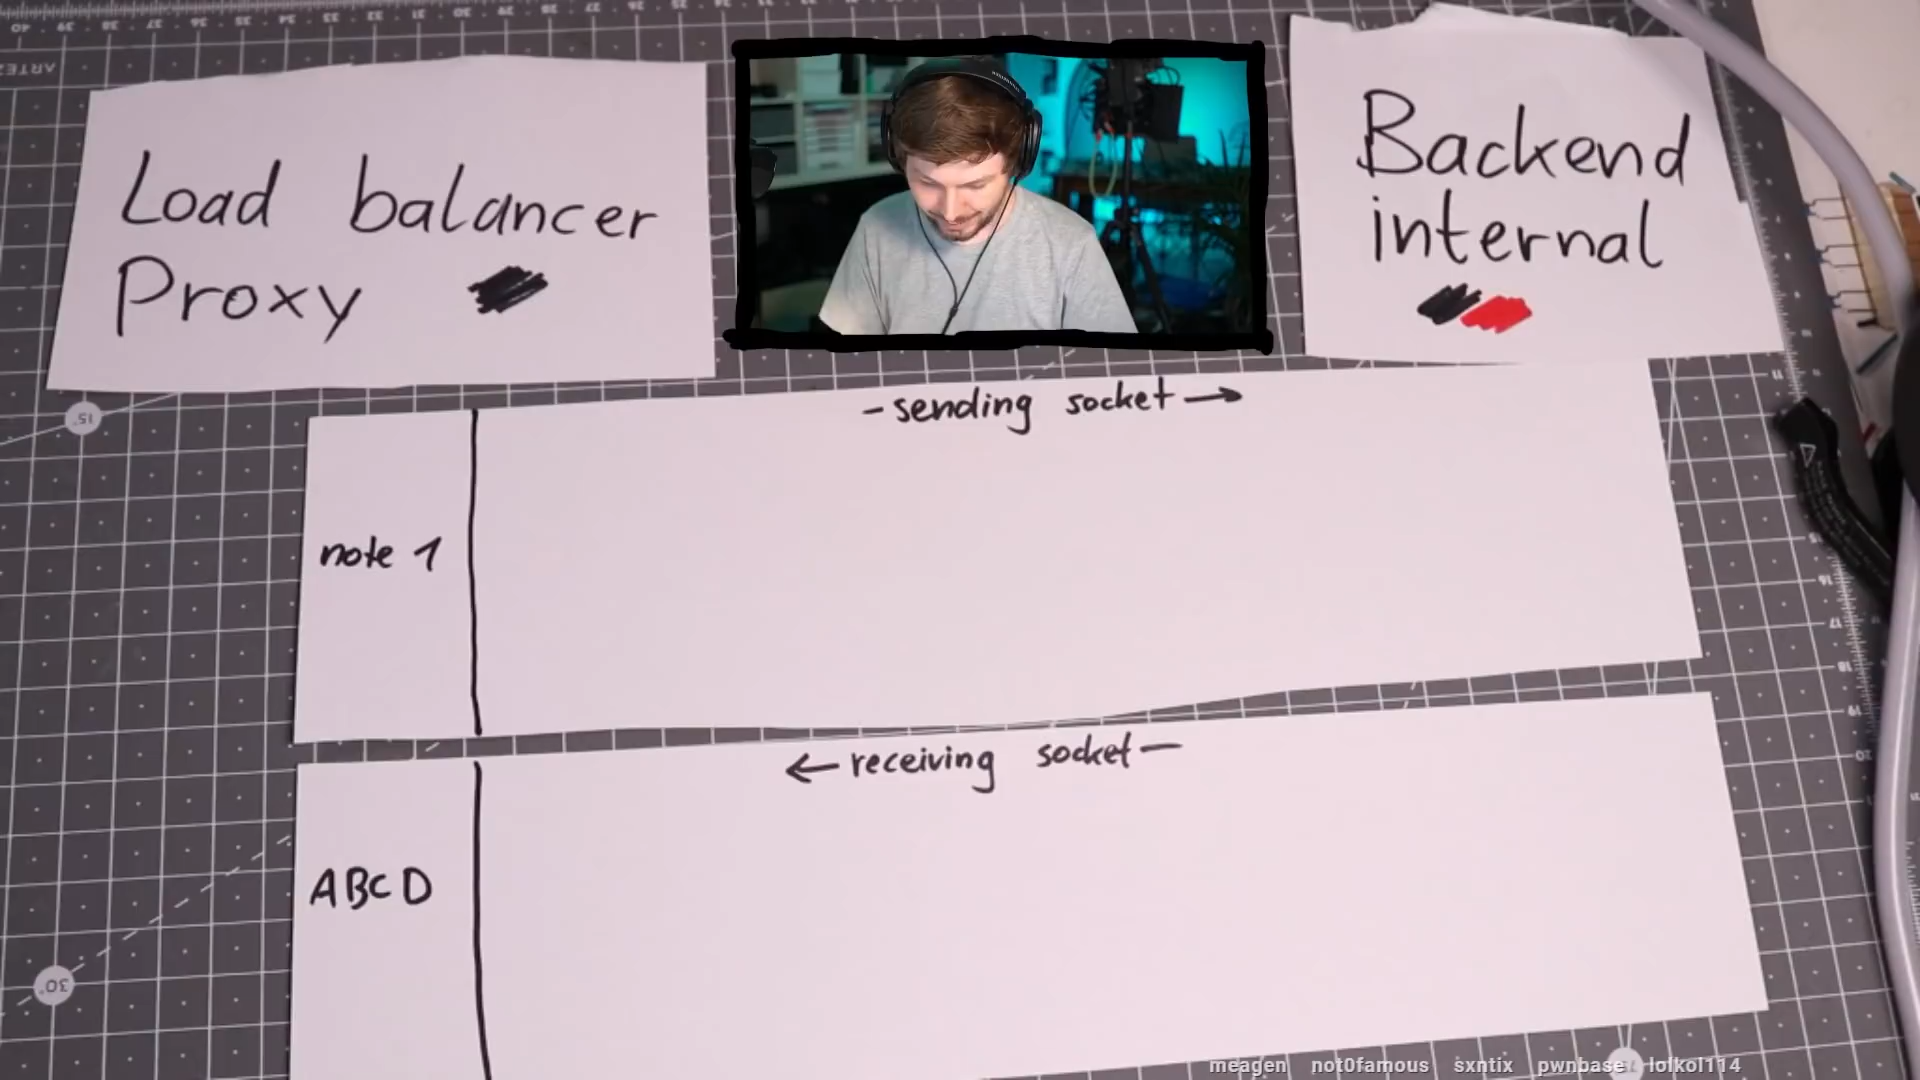 Load balancer
Proxy
Backend
internal
- sending socket →
note 1
← receiving socket —
ABCD
meagen not0famous sxntix pwnbase lolkol114